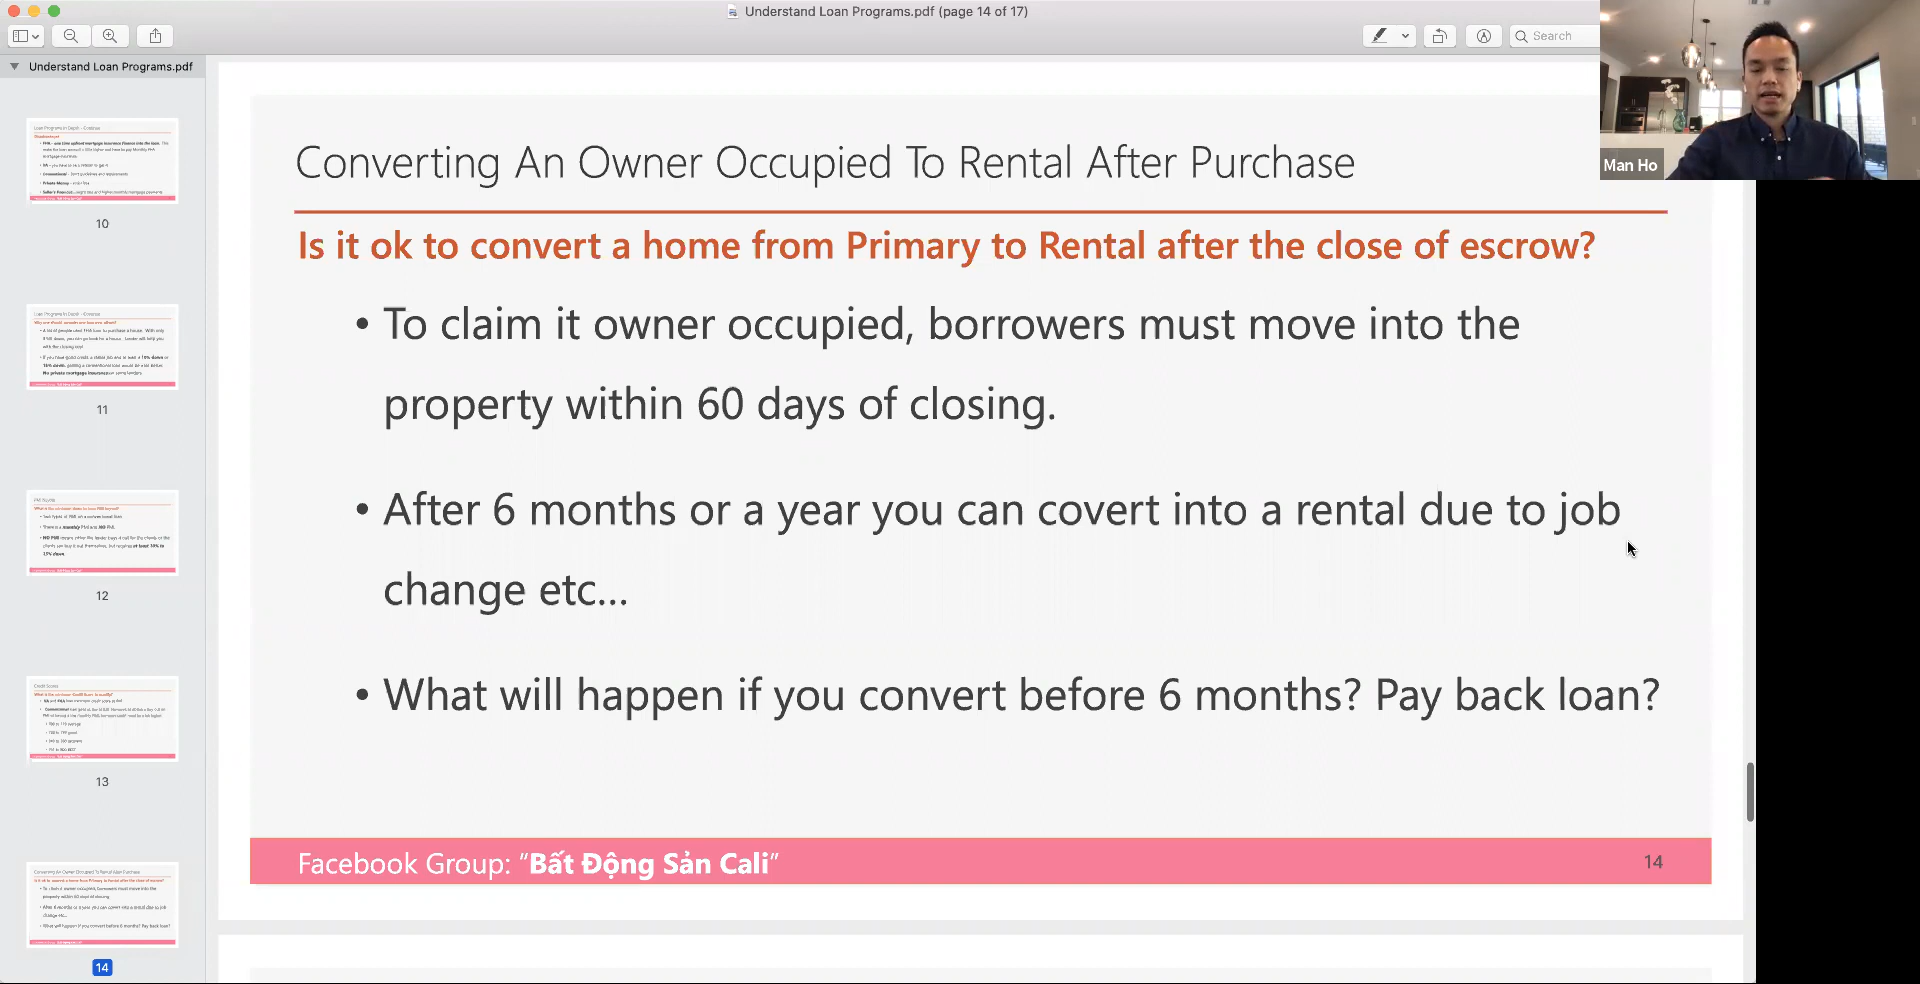 Understand Loan Programs.pdf (page 14 of 17)
Search
Understand Loan Programs.pdf
Man Ho
10
11
12
13
14
Converting An Owner Occupied To Rental After Purchase
Is it ok to convert a home from Primary to Rental after the close of escrow?
• To claim it owner occupied, borrowers must move into the
property within 60 days of closing.
• After 6 months or a year you can covert into a rental due to job
change etc...
• What will happen if you convert before 6 months? Pay back loan?
Facebook Group: “Bất Động Sản Cali”
14